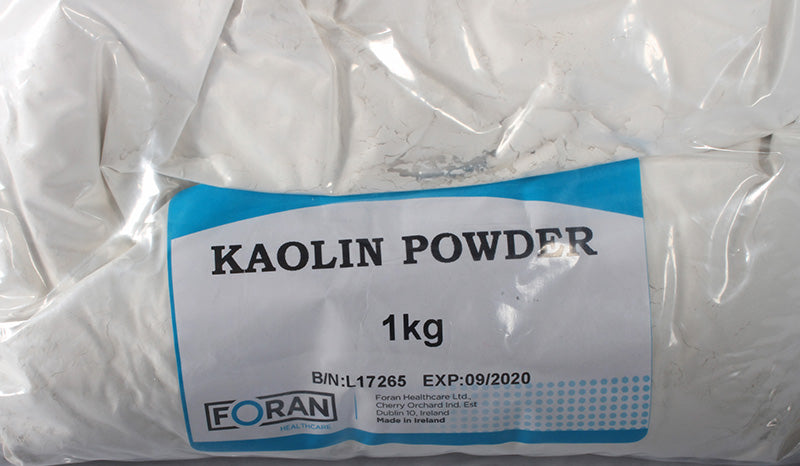 KAOLIN POWDER
1kg
B/N:L17265 EXP:09/2020
FORAN
HEALTHCARE
Foran Healthcare Ltd.,
Cherry Orchard Ind. Est
Dublin 10, Ireland
Made in Ireland